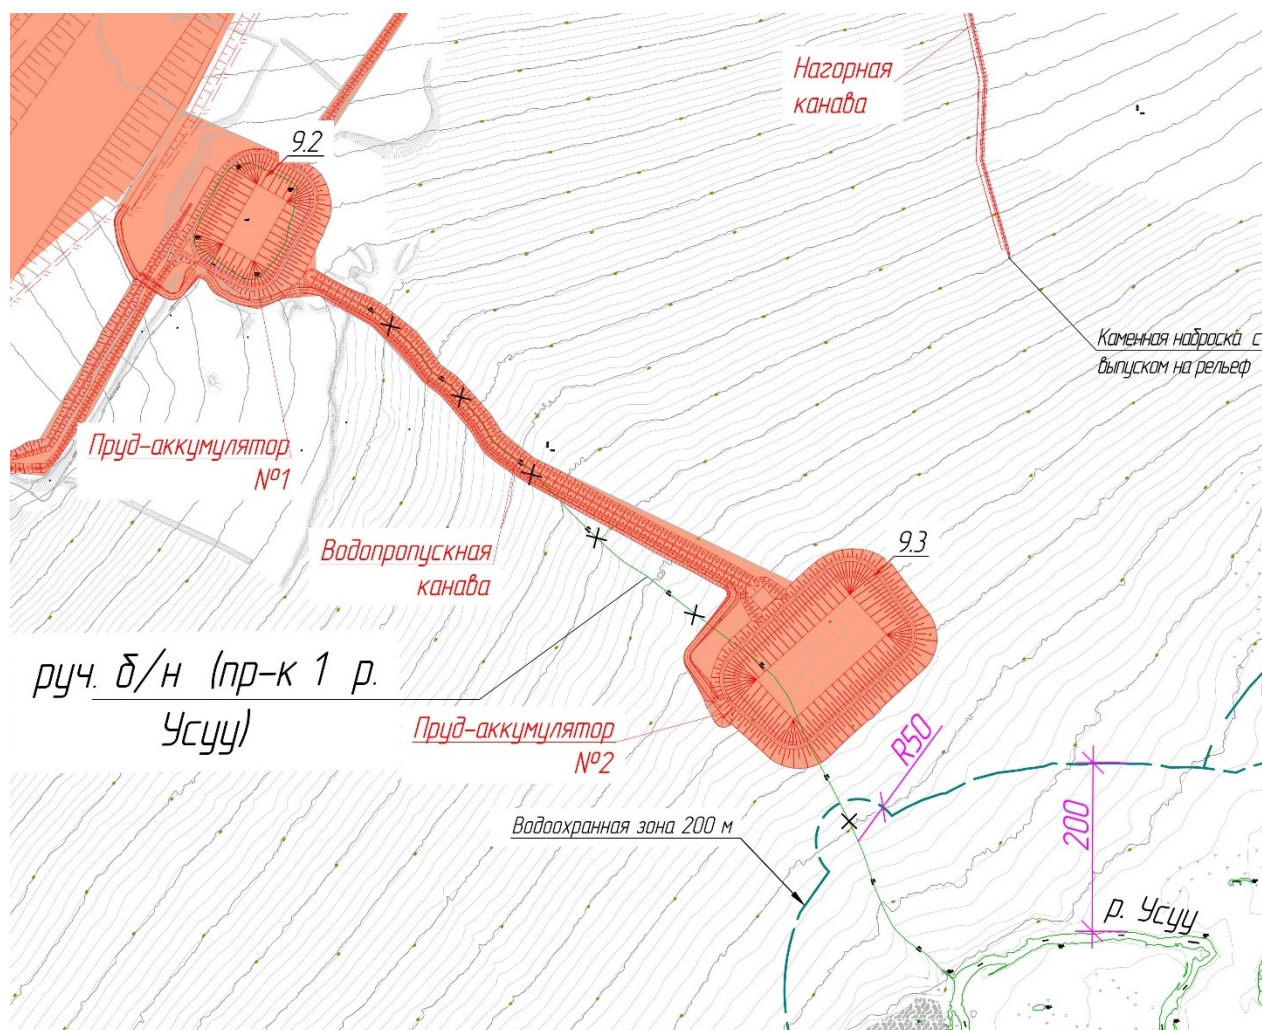 Нагорная
канава
9.2
Каменная наброска с
выпуском на рельеф
Пруд-аккумулятор
№1
Водопропускная
канава
9.3
руч. б/н (пр-к 1 р.
Усуу)
Пруд-аккумулятор
№2
R50
200
Водоохранная зона 200 м
р. Усуу